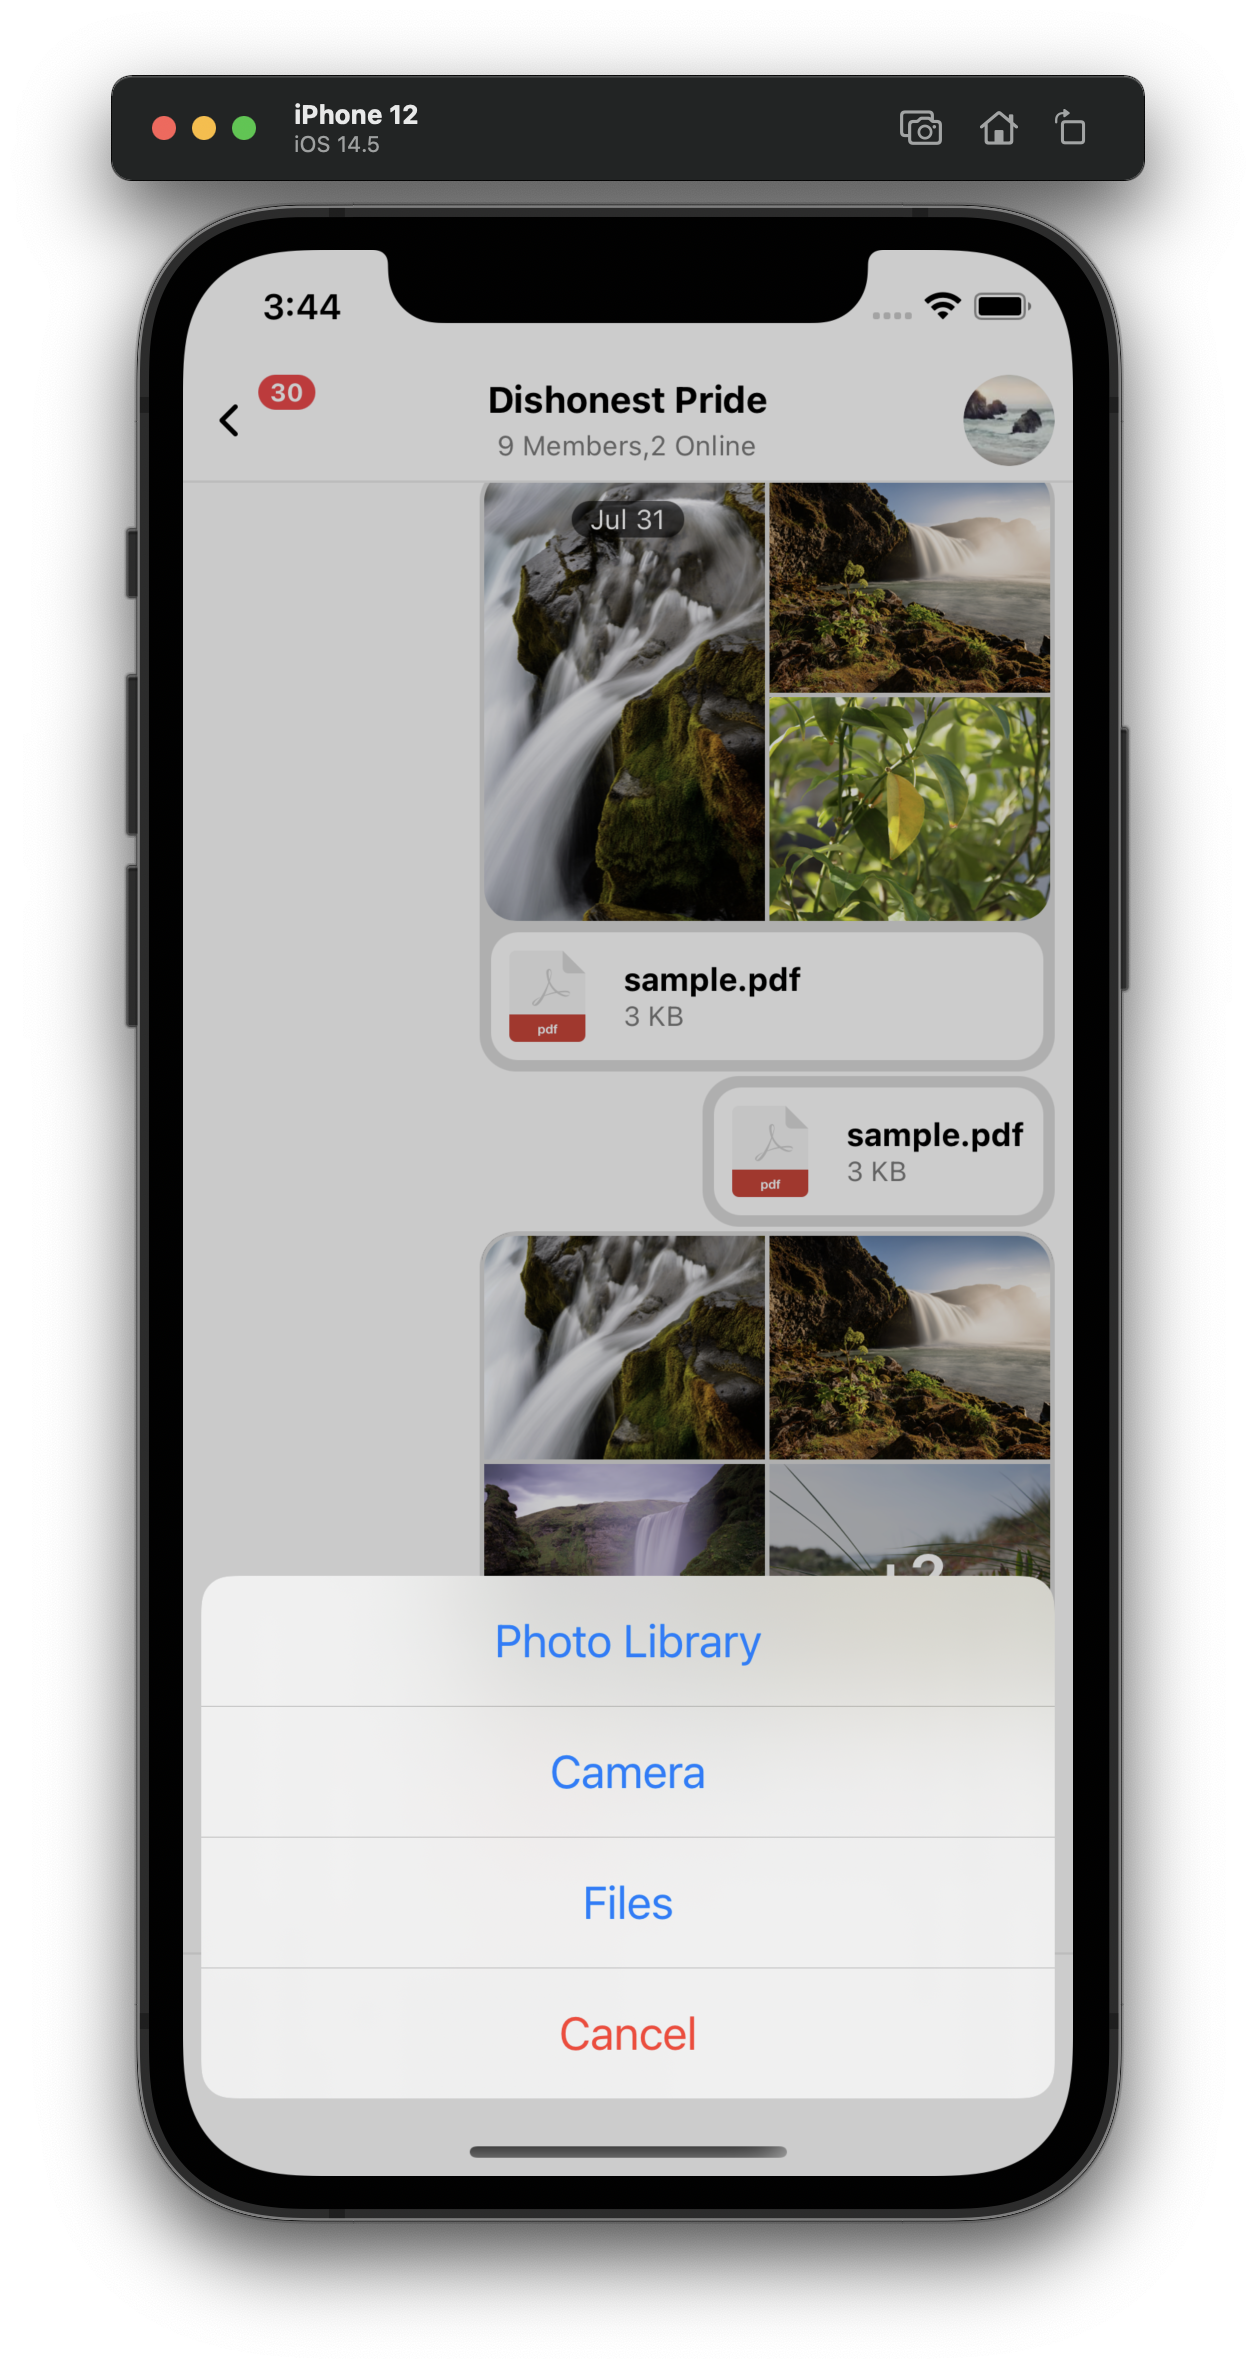 iPhone 12
iOS 14.5
3:44
30
Dishonest Pride
9 Members,2 Online
Jul 31
sample.pdf
3 KB
pdf
sample.pdf
3 KB
pdf
+2
Photo Library
Camera
Files
Cancel